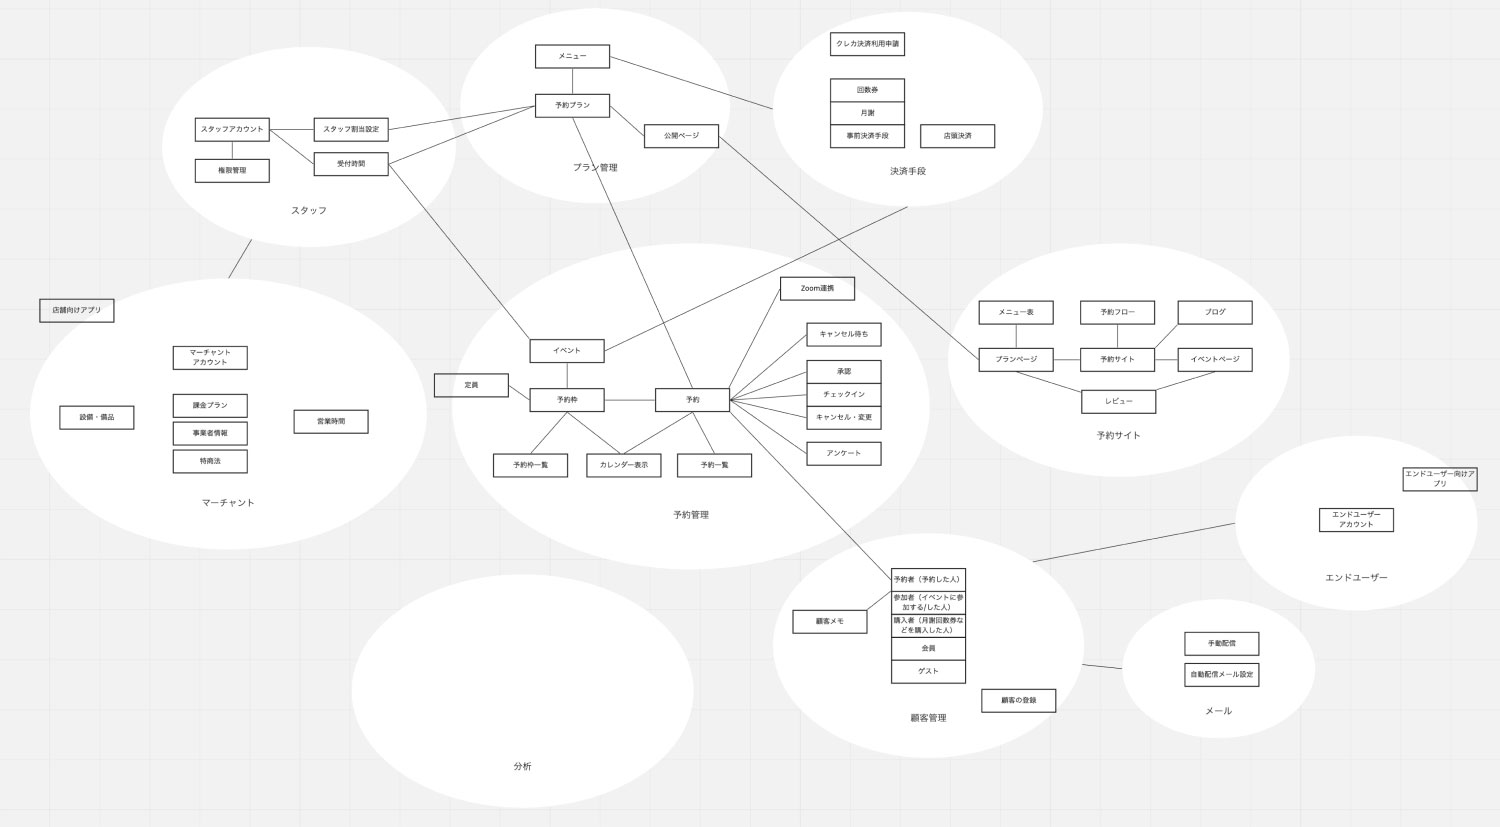 クレカ決済利用申請
回数券
月謝
事前決済手段
店頭決済
決済手段
メニュー
予約プラン
公開ページ
プラン管理
スタッフアカウント
スタッフ割当設定
受付時間
権限管理
スタッフ
店舗向けアプリ
マーチャント
アカウント
課金プラン
事業者情報
特商法
設備・備品
営業時間
マーチャント
Zoom連携
キャンセル待ち
イベント
定員
予約枠
予約
承認
チェックイン
キャンセル・変更
アンケート
予約枠一覧
カレンダー表示
予約一覧
予約管理
メニュー表
予約フロー
ブログ
プランページ
予約サイト
イベントページ
レビュー
予約サイト
エンドユーザー向けア
プリ
エンドユーザー
アカウント
エンドユーザー
予約者（予約した人）
参加者（イベントに参
加する/した人）
購入者（月謝回数券な
どを購入した人）
会員
ゲスト
顧客メモ
顧客の登録
顧客管理
手動配信
自動配信メール設定
メール
分析